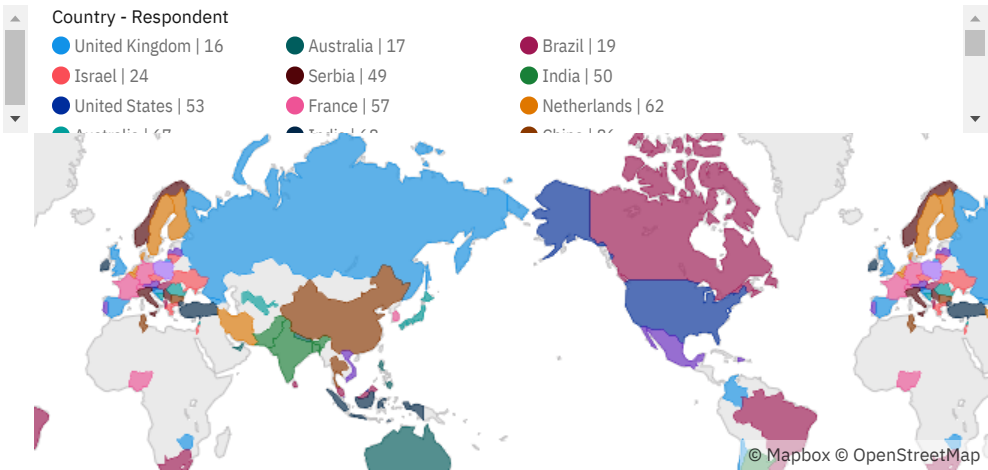 Country - Respondent
United Kingdom | 16 Australia | 17 Brazil | 19
Israel | 24 Serbia | 49 India | 50
United States | 53 France | 57 Netherlands | 62
© Mapbox © OpenStreetMap